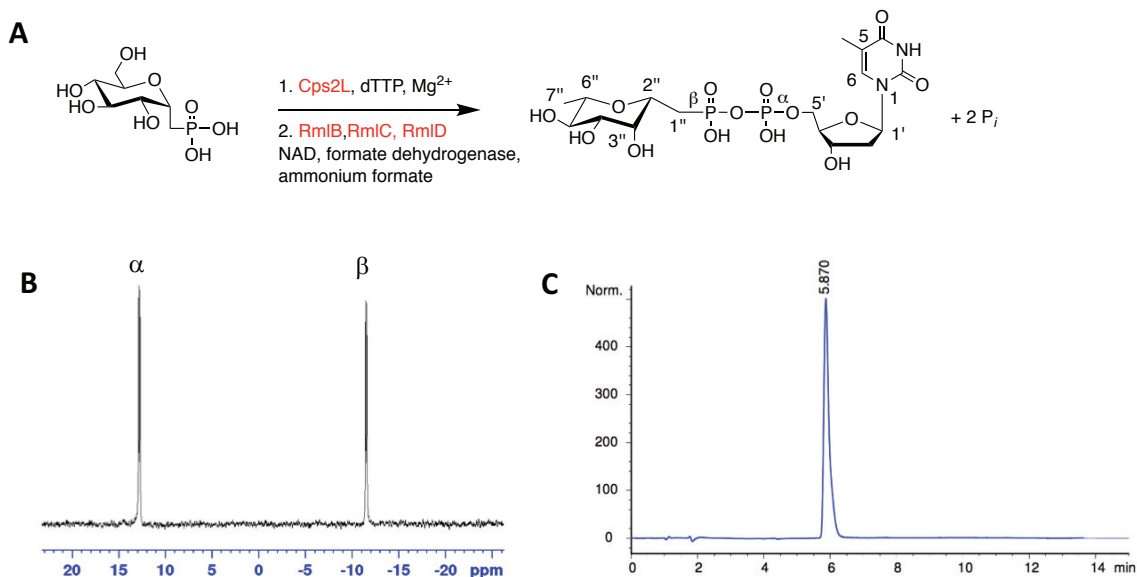 A
OH
HO
HO
HO
O
O
P
OH
OH
1. Cps2L, dTTP, Mg²⁺
2. RmlB,RmlC, RmlD
NAD, formate dehydrogenase,
ammonium formate
7"
6"
O
2"
HO
HO
3"
OH
1"
β
O
P
OH
O
O
P
α
OH
O
5'
O
5
NH
6
N
O
1
O
1'
OH
+ 2 Pᵢ
B
α
β
20 15 10 5 0 -5 -10 -15 -20 ppm
C
Norm.
5.870
400
300
200
100
0
0 2 4 6 8 10 12 14 min